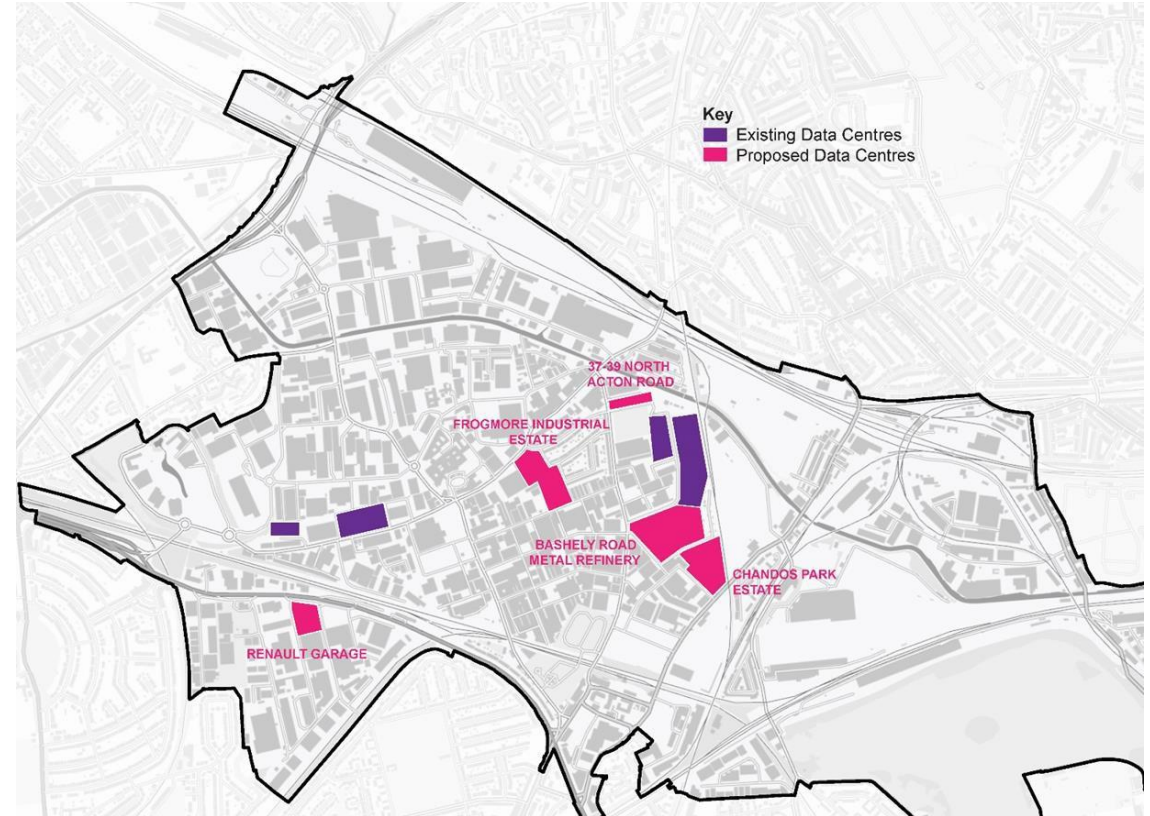 Key
Existing Data Centres
Proposed Data Centres
37-39 NORTH
ACTON ROAD
FROGMORE INDUSTRIAL
ESTATE
BASHELY ROAD
METAL REFINERY
CHANDOS PARK
ESTATE
RENAULT GARAGE